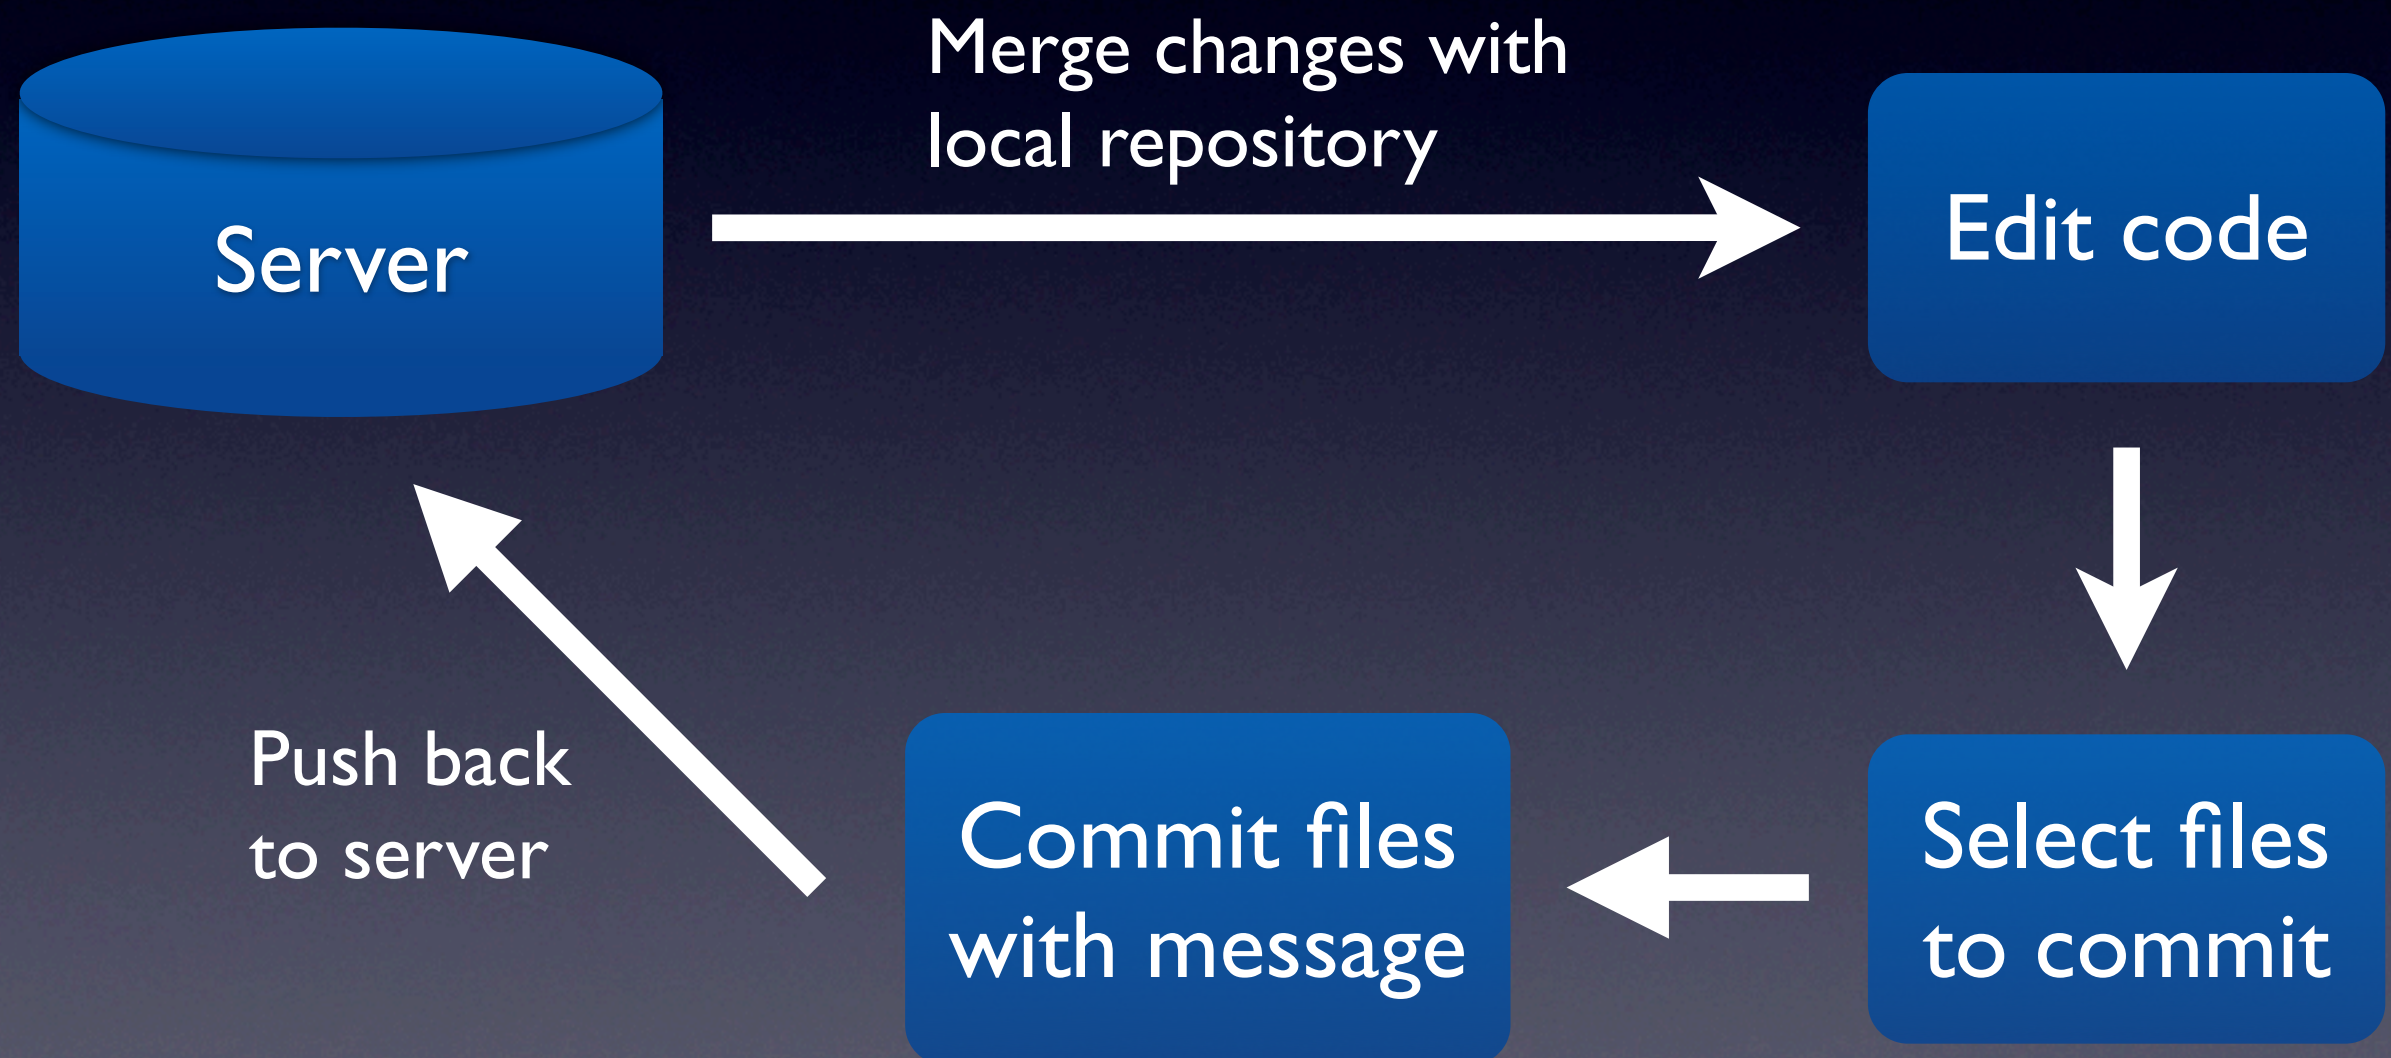 Merge changes with
local repository
Server
Edit code
Push back
to server
Commit files
with message
Select files
to commit